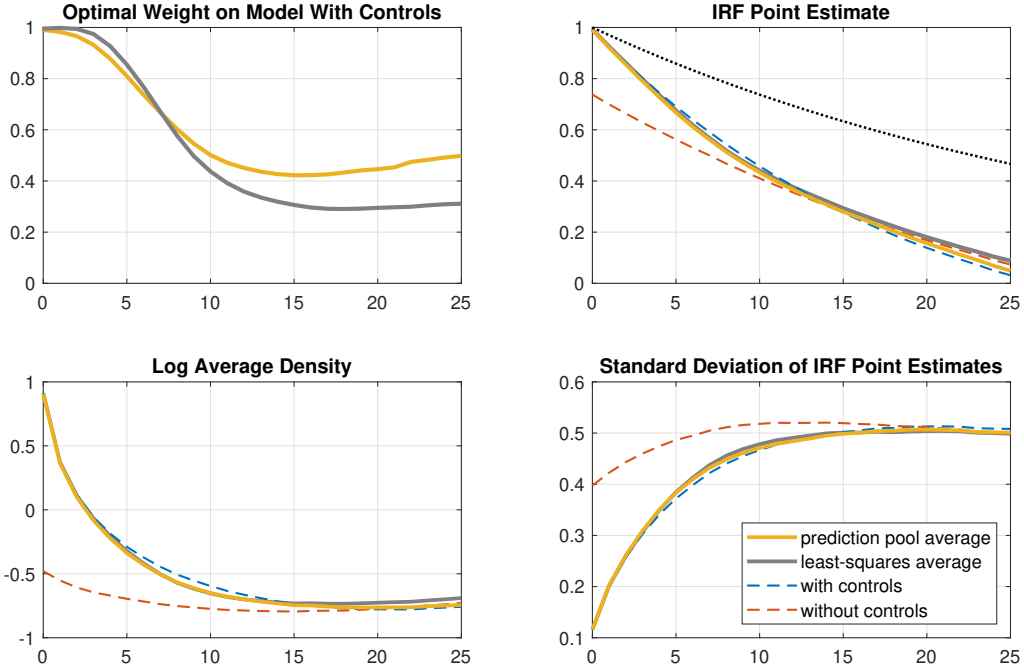 Optimal Weight on Model With Controls
1
0.8
0.6
0.4
0.2
0
0 5 10 15 20 25
IRF Point Estimate
1
0.8
0.6
0.4
0.2
0
0 5 10 15 20 25
Log Average Density
1
0.5
0
-0.5
-1
0 5 10 15 20 25
Standard Deviation of IRF Point Estimates
0.6
0.5
0.4
0.3
0.2
0.1
0 5 10 15 20 25
prediction pool average
least-squares average
with controls
without controls